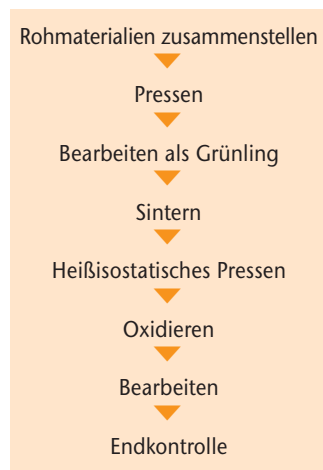 Rohmaterialien zusammenstellen
Pressen
Bearbeiten als Grünling
Sintern
Heißisostatisches Pressen
Oxidieren
Bearbeiten
Endkontrolle